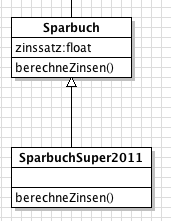 Sparbuch
zinssatz:float
berechneZinsen()
SparbuchSuper2011
berechneZinsen()